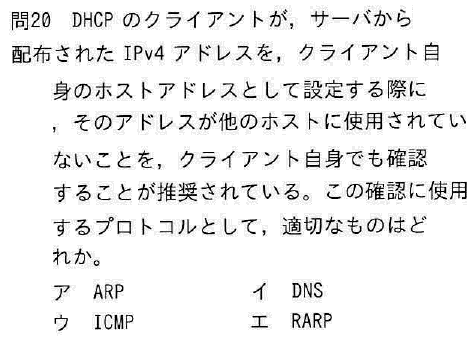 問20 DHCP のクライアントが，サーバから
配布された IPv4 アドレスを，クライアント自
身のホストアドレスとして設定する際に
，そのアドレスが他のホストに使用されてい
ないことを，クライアント自身でも確認
することが推奨されている。この確認に使用
するプロトコルとして，適切なものはど
れか。
ア ARP イ DNS
ウ ICMP エ RARP